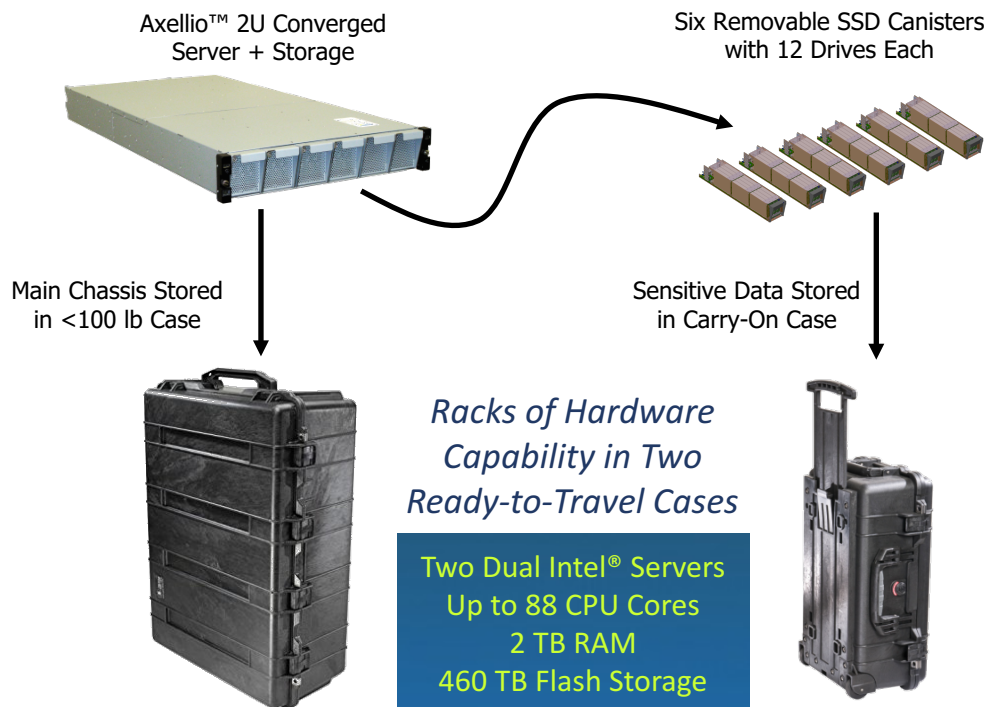 Axellio™ 2U Converged
Server + Storage
Six Removable SSD Canisters
with 12 Drives Each
Main Chassis Stored
in <100 lb Case
Sensitive Data Stored
in Carry-On Case
Racks of Hardware
Capability in Two
Ready-to-Travel Cases
Two Dual Intel® Servers
Up to 88 CPU Cores
2 TB RAM
460 TB Flash Storage